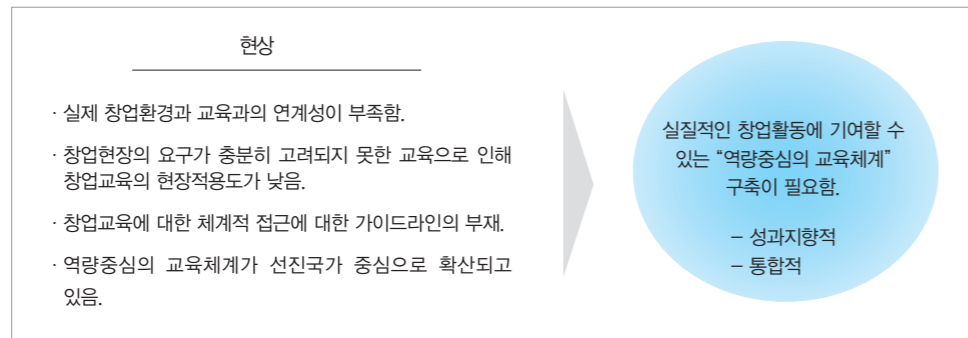 현상
· 실제 창업환경과 교육과의 연계성이 부족함.
· 창업현장의 요구가 충분히 고려되지 못한 교육으로 인해
창업교육의 현장적용도가 낮음.
· 창업교육에 대한 체계적 접근에 대한 가이드라인의 부재.
· 역량중심의 교육체계가 선진국가 중심으로 확산되고
있음.
실질적인 창업활동에 기여할 수
있는 “역량중심의 교육체계”
구축이 필요함.
– 성과지향적
– 통합적